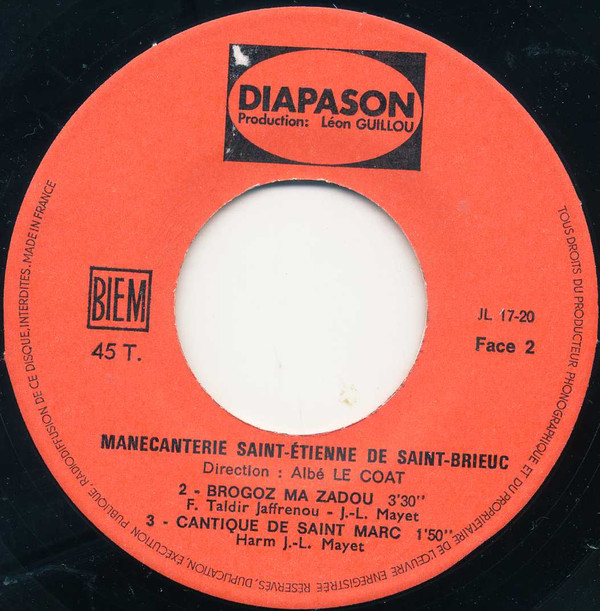 DIAPASON
Production: Léon GUILLOU
BIEM
45 T.
JL 17-20
Face 2
MANECANTERIE SAINT-ÉTIENNE DE SAINT-BRIEUC
Direction : Albé LE COAT
2 - BROGOZ MA ZADOU 3'30"
F. Taldir Jaffrenou - J.-L. Mayet
3 - CANTIQUE DE SAINT MARC 1'50"
Harm J.-L. Mayet
TOUS DROITS DU PRODUCTEUR PHONOGRAPHIQUE ET DU PROPRIETAIRE DE L'ŒUVRE ENREGISTRÉE RÉSERVÉS, DUPLICATION, EXÉCUTION PUBLIQUE, RADIODIFFUSION DE CE DISQUE, INTERDITES. MADE IN FRANCE